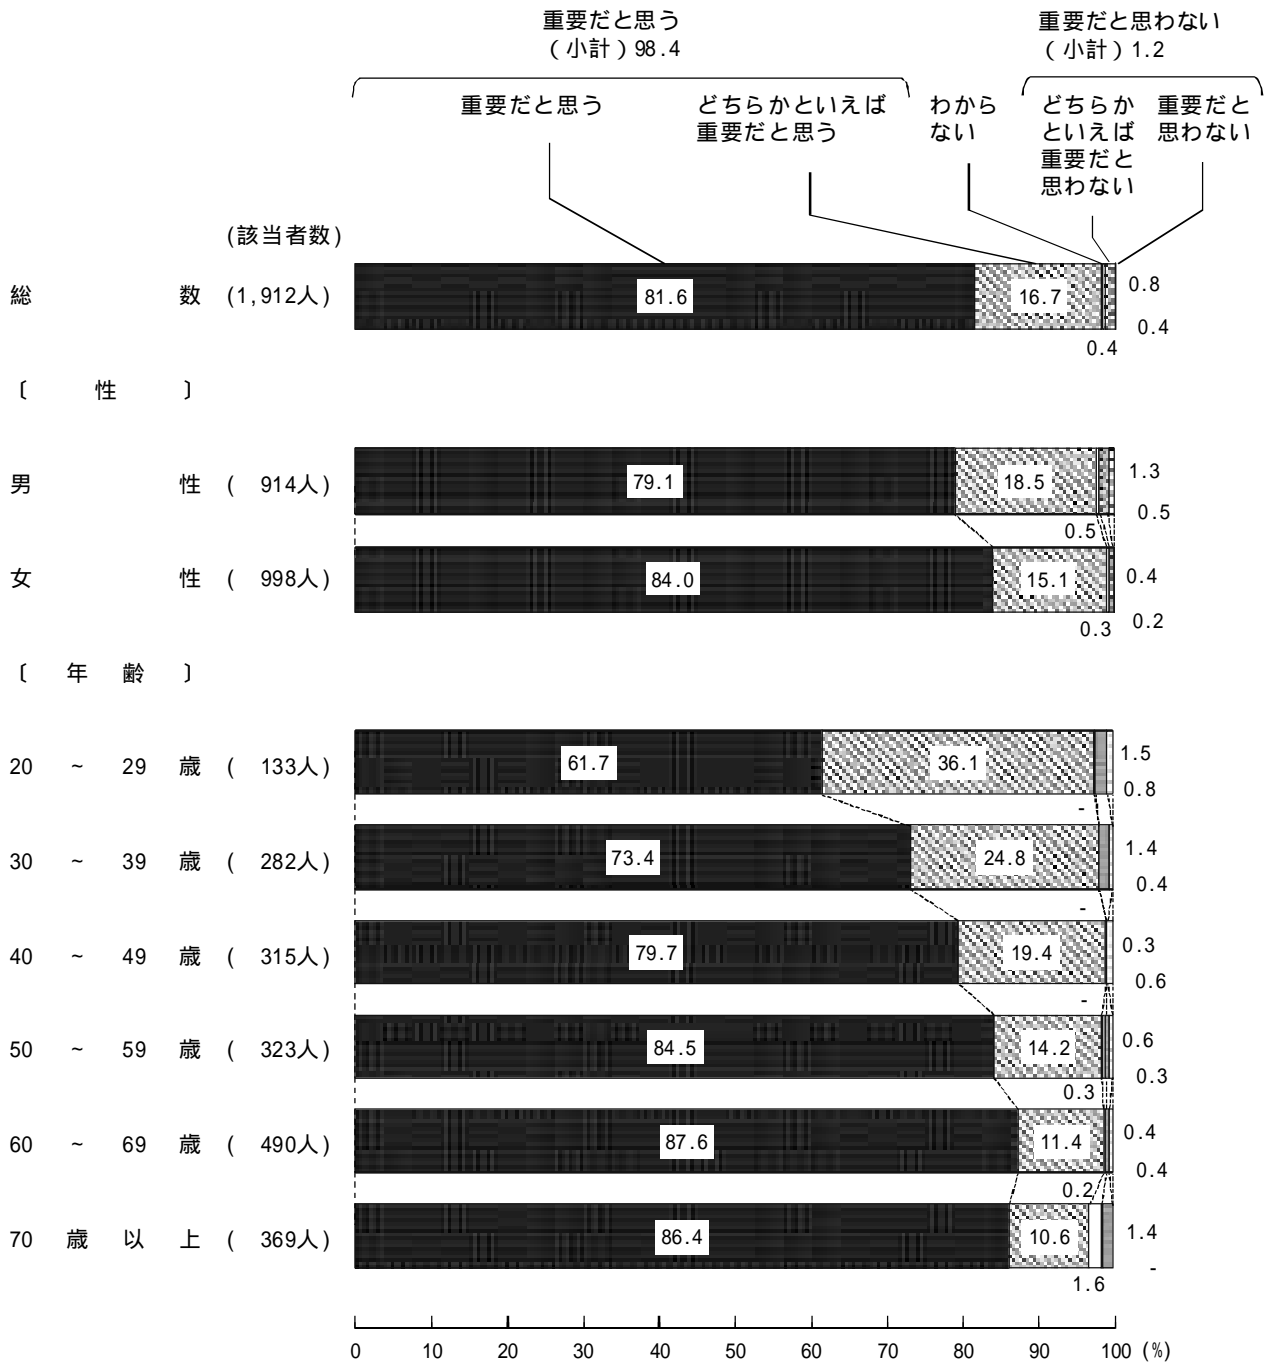 重要だと思う
（小計）98.4
重要だと思わない
（小計）1.2
重要だと思う
どちらかといえば
重要だと思う
わから
ない
どちらか
といえば
重要だと
思わない
重要だと
思わない
(該当者数)
総 数 (1,912人) 81.6 16.7 0.8
0.4
0.4
〔 性 〕
男 性 ( 914人) 79.1 18.5 1.3
0.5
0.5
女 性 ( 998人) 84.0 15.1 0.4
0.2
0.3
〔 年 齢 〕
20 ~ 29 歳 ( 133人) 61.7 36.1 1.5
0.8
-
30 ~ 39 歳 ( 282人) 73.4 24.8 1.4
0.4
-
40 ~ 49 歳 ( 315人) 79.7 19.4 0.3
0.6
-
50 ~ 59 歳 ( 323人) 84.5 14.2 0.6
0.3
0.3
60 ~ 69 歳 ( 490人) 87.6 11.4 0.4
0.4
0.2
70 歳 以 上 ( 369人) 86.4 10.6 1.4
-
1.6
0 10 20 30 40 50 60 70 80 90 100 (%)